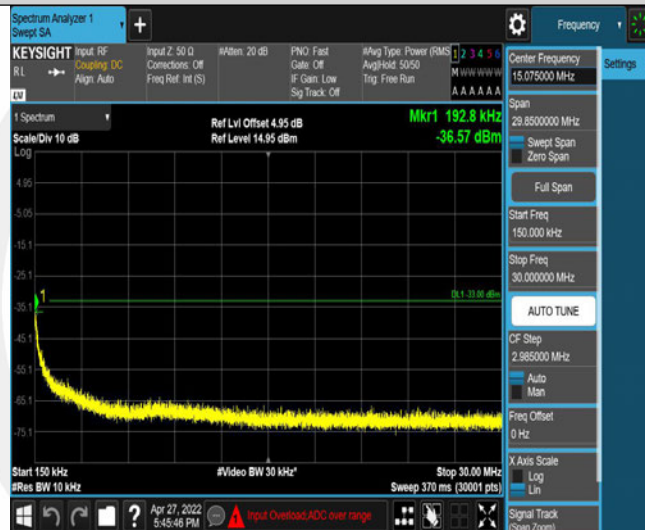 Spectrum Analyzer 1
Swept SA
+
Frequency
KEYSIGHT
RL
LXI
Input: RF
Coupling: DC
Align: Auto
Input Z: 50 Ω
Corrections: Off
Freq Ref: Int (S)
#Atten: 20 dB
PNO: Fast
Gate: Off
IF Gain: Low
Sig Track: Off
#Avg Type: Power (RMS
Avg|Hold: 50/50
Trig: Free Run
1 2 3 4 5 6
M W W W W W
A A A A A A
Settings
1 Spectrum
Scale/Div 10 dB
Ref Lvl Offset 4.95 dB
Ref Level 14.95 dBm
Mkr1 192.8 kHz
-36.57 dBm
Log
4.95
-5.05
-15.1
-25.1
-35.1
-45.1
-55.1
-65.1
-75.1
1
DL1 -33.00 dBm
Start 150 kHz
#Res BW 10 kHz
#Video BW 30 kHz*
Stop 30.00 MHz
Sweep 370 ms (30001 pts)
Center Frequency
15.075000 MHz
Span
29.8500000 MHz
Swept Span
Zero Span
Full Span
Start Freq
150.000 kHz
Stop Freq
30.000000 MHz
AUTO TUNE
CF Step
2.985000 MHz
Auto
Man
Freq Offset
0 Hz
X Axis Scale
Log
Lin
Signal Track
(Span Zoom)
?
Apr 27, 2022
5:45:46 PM
Input Overload;ADC over range